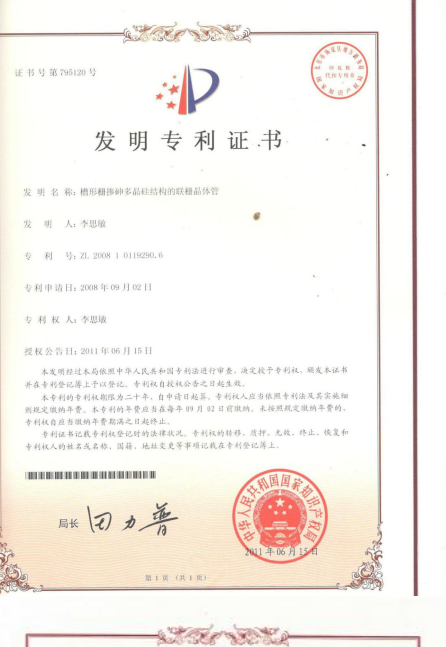 证书号第795120号
发明专利证书
发 明 名 称：槽形栅掺砷多晶硅结构的联栅晶体管
发 明 人：李思敏
专 利 号：ZL 2008 1 0119290.6
专利申请日：2008年09月02日
专 利 权 人：李思敏
授权公告日：2011年06月15日
本发明经过本局依照中华人民共和国专利法进行审查，决定授予专利权，颁发本证书
并在专利登记簿上予以登记。专利权自授权公告之日起生效。
本专利的专利权期限为二十年，自申请日起算。专利权人应当依照专利法及其实施细
则规定缴纳年费。本专利的年费应当在每年09月02日前缴纳。未按照规定缴纳年费的，
专利权自应当缴纳年费期满之日起终止。
专利证书记载专利权登记时的法律状况。专利权的转移、质押、无效、终止、恢复和
专利权人的姓名或名称、国籍、地址变更等事项记载在专利登记簿上。
局长 田力普
中华人民共和国国家知识产权局
2011年06月15日
第1页（共1页）